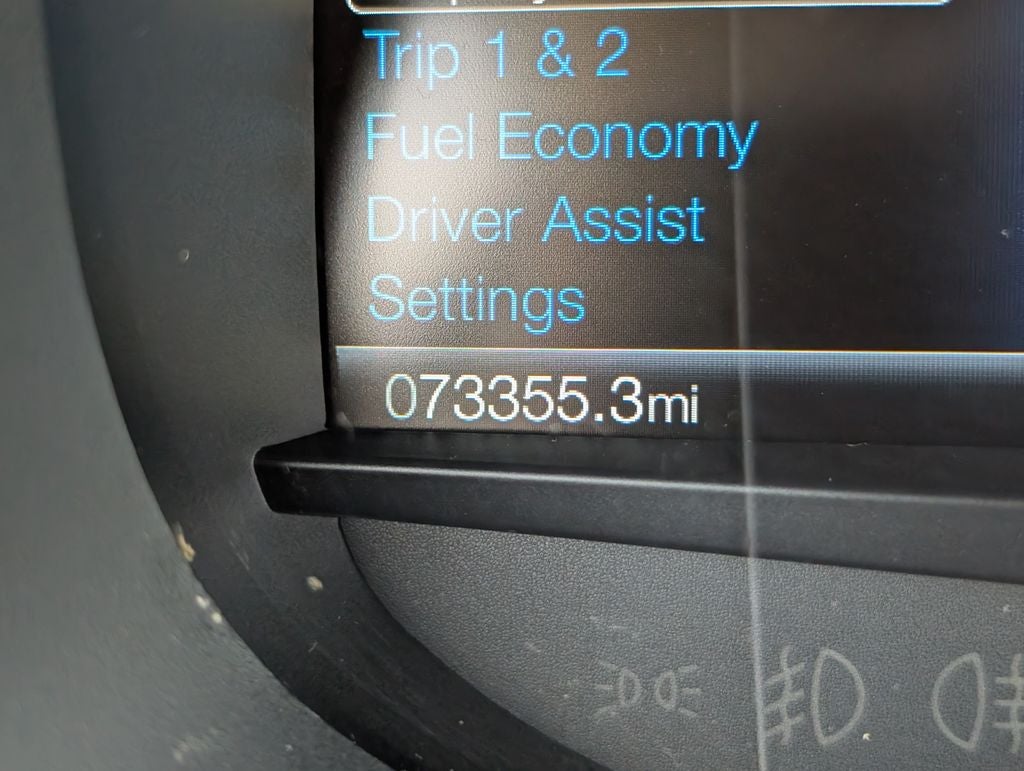 Trip 1 & 2
Fuel Economy
Driver Assist
Settings
073355.3mi